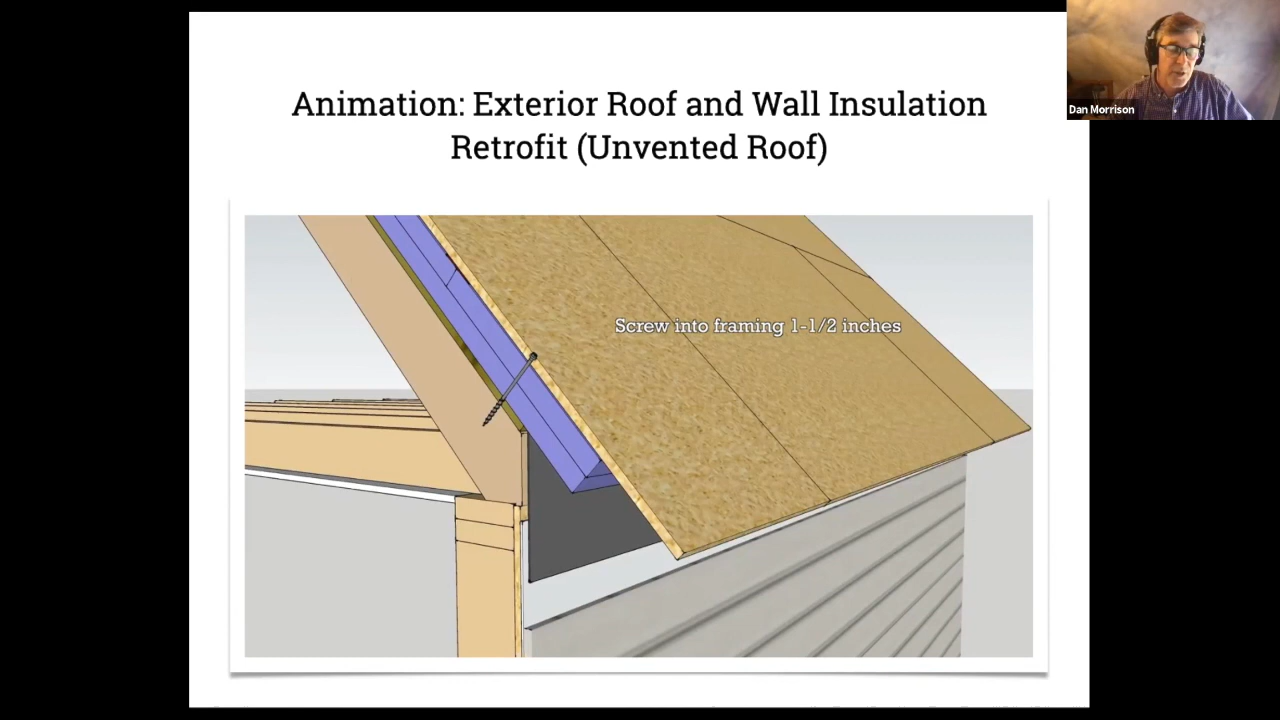 Animation: Exterior Roof and Wall Insulation
Retrofit (Unvented Roof)
Screw into framing 1-1/2 inches
Dan Morrison